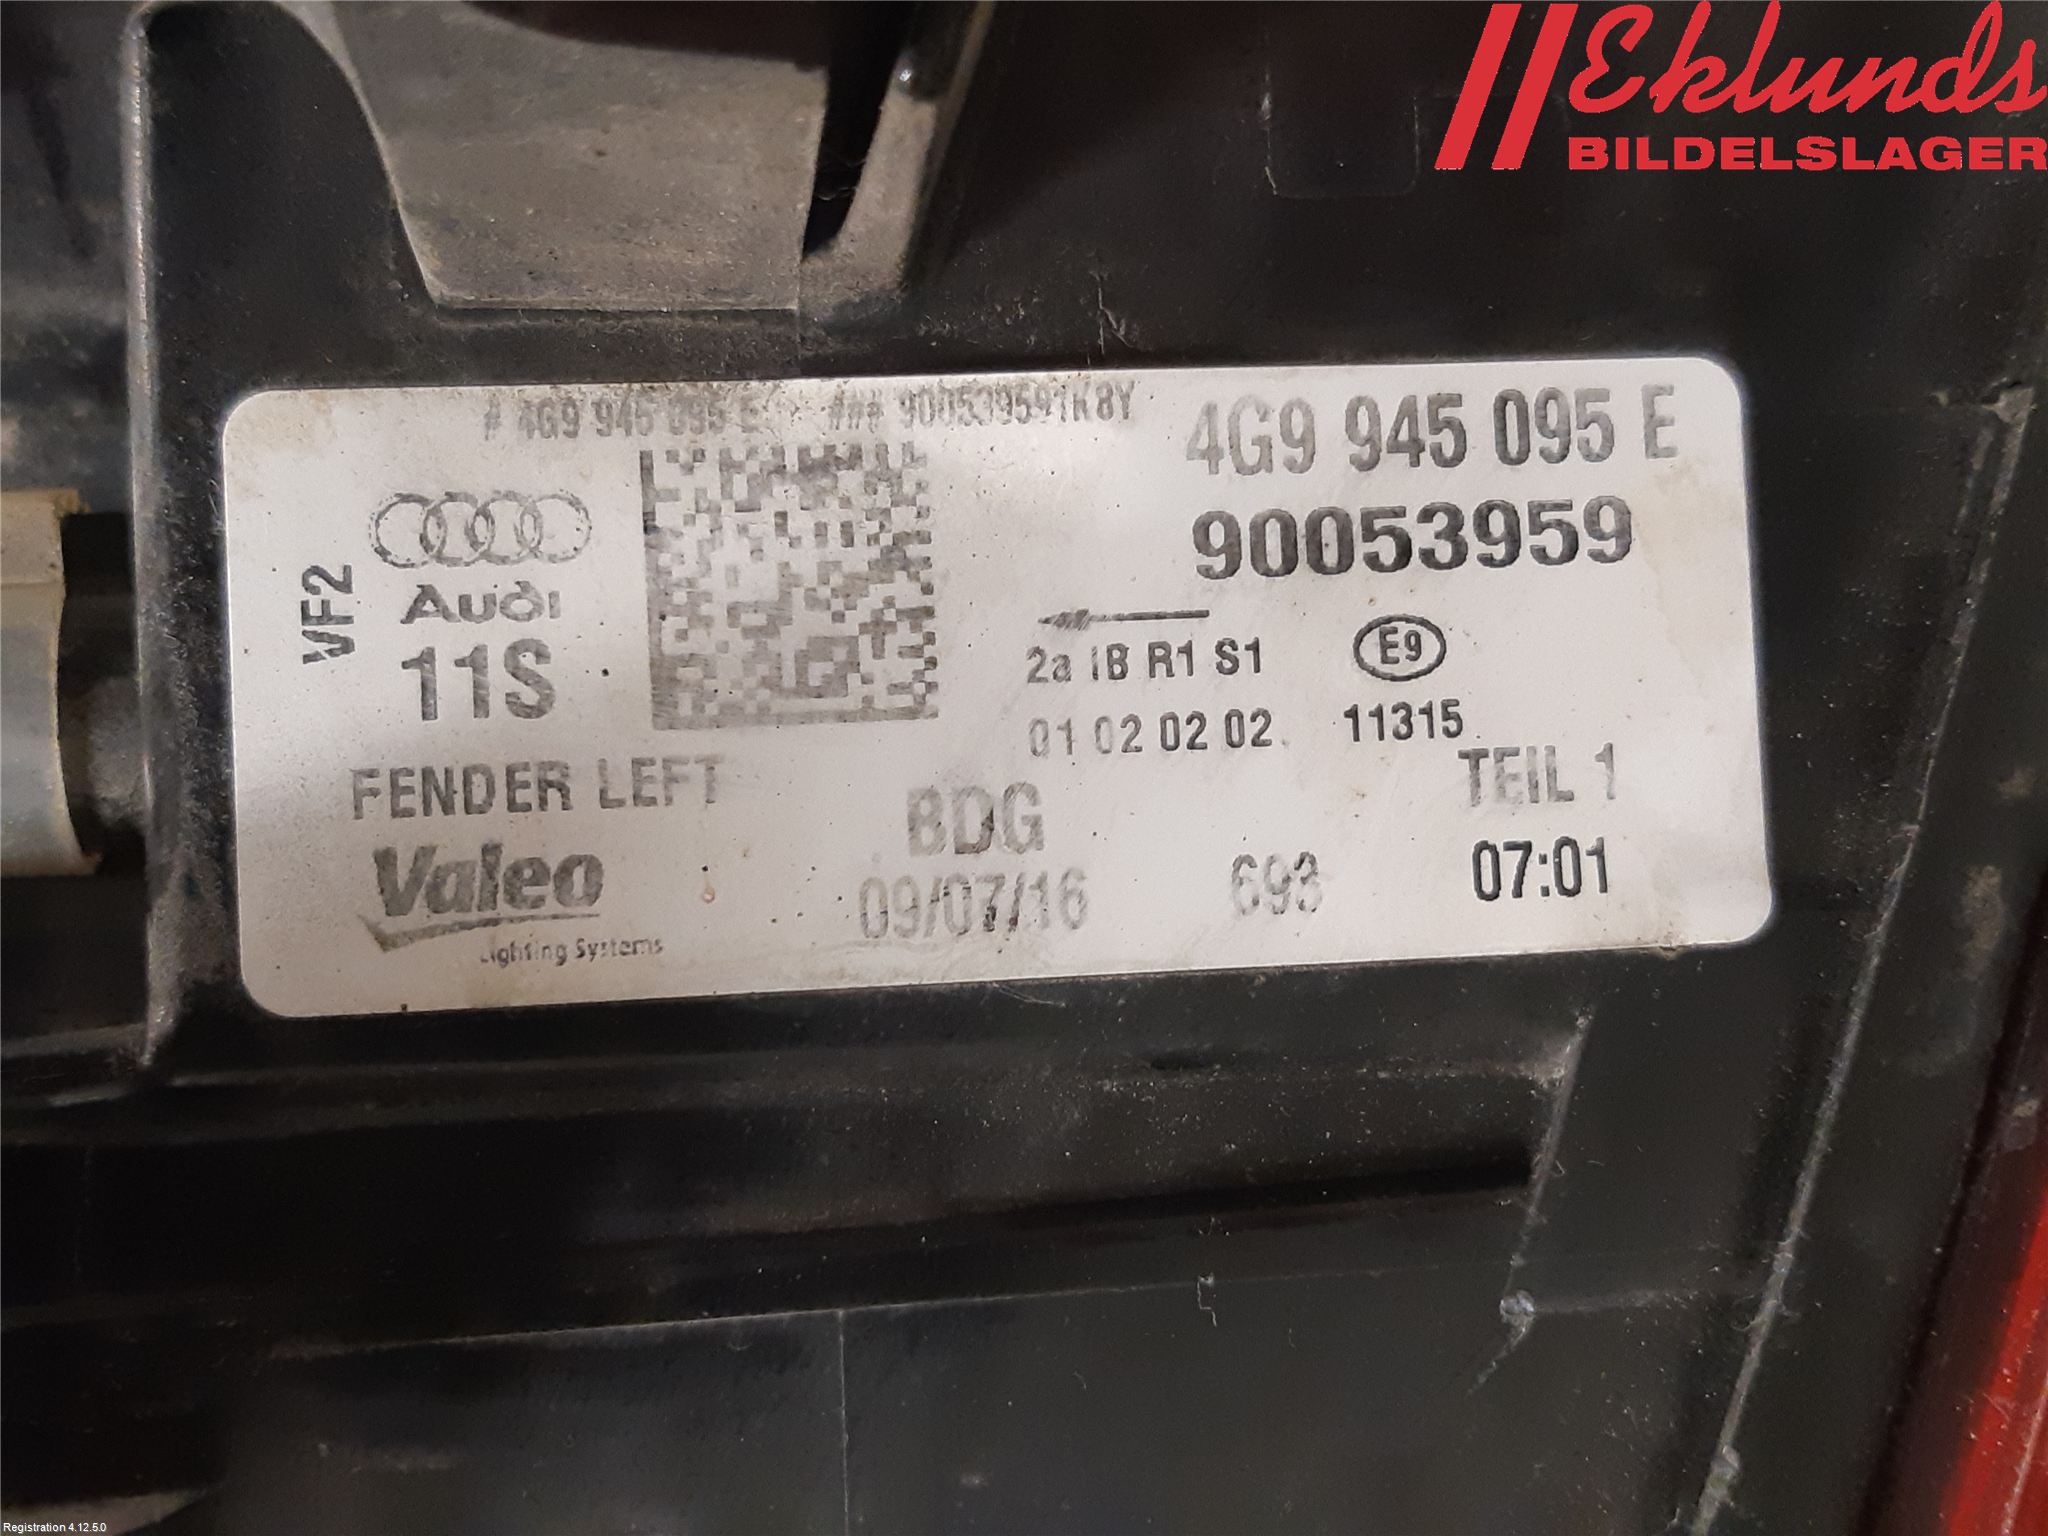 Eklunds
BILDELSLAGER
# 4G9 945 095 E ### 900539591K8Y
4G9 945 095 E
90053959
VF2
Audi
11S
2a IB R1 S1 E9
01 02 02 02 11315
FENDER LEFT
BDG
TEIL 1
Valeo
Lighting Systems
09/07/16 693 07:01
Registration 4.12.5.0